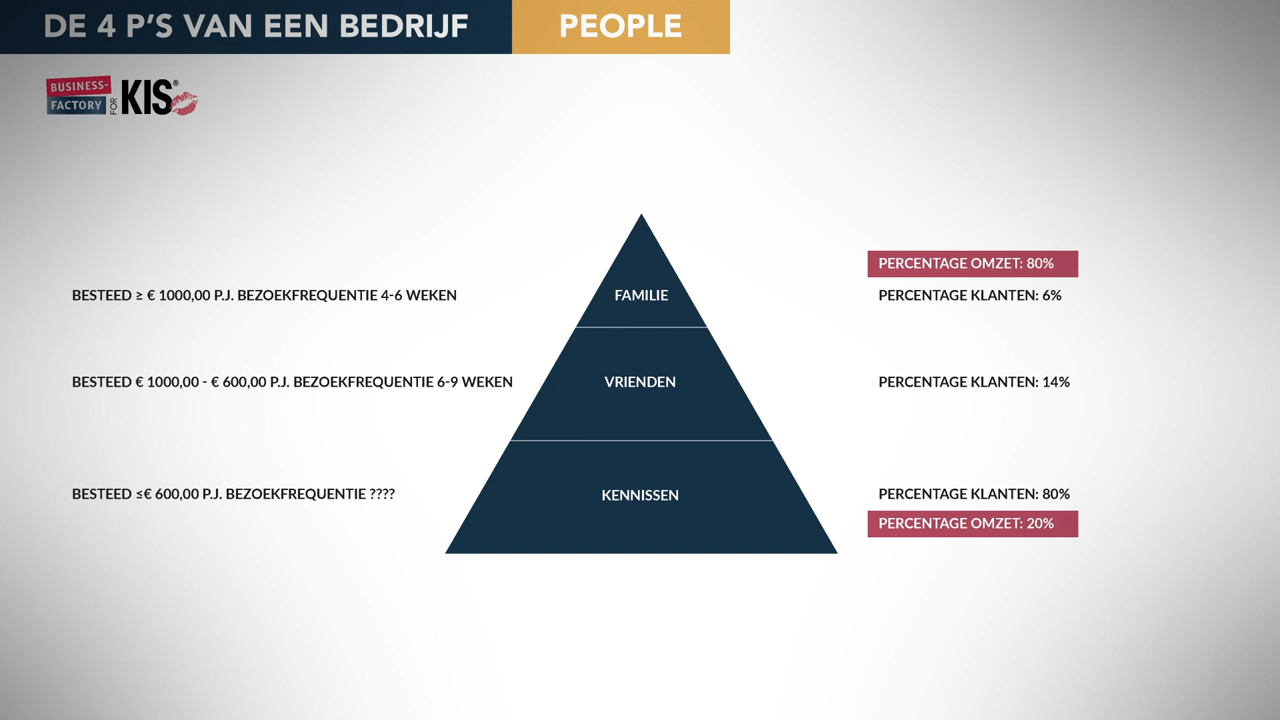 DE 4 P'S VAN EEN BEDRIJF
PEOPLE
BUSINESS-
FACTORY
FOR
KIS®
PERCENTAGE OMZET: 80%
BESTEED ≥ € 1000,00 P.J. BEZOEKFREQUENTIE 4-6 WEKEN
FAMILIE
PERCENTAGE KLANTEN: 6%
BESTEED € 1000,00 - € 600,00 P.J. BEZOEKFREQUENTIE 6-9 WEKEN
VRIENDEN
PERCENTAGE KLANTEN: 14%
BESTEED ≤€ 600,00 P.J. BEZOEKFREQUENTIE ????
KENNISSEN
PERCENTAGE KLANTEN: 80%
PERCENTAGE OMZET: 20%